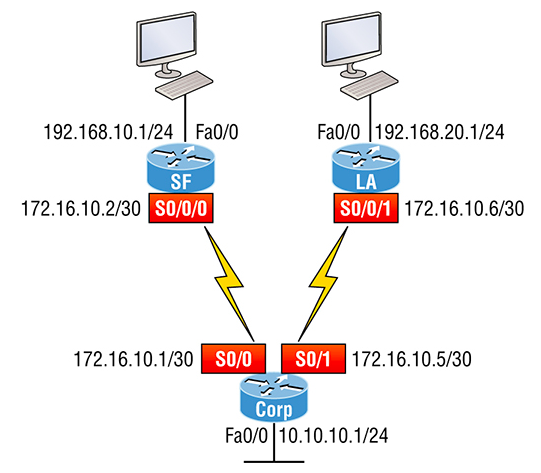 192.168.10.1/24 Fa0/0
Fa0/0 192.168.20.1/24
SF
LA
172.16.10.2/30 S0/0/0
S0/0/1 172.16.10.6/30
172.16.10.1/30 S0/0
S0/1 172.16.10.5/30
Corp
Fa0/0 10.10.10.1/24